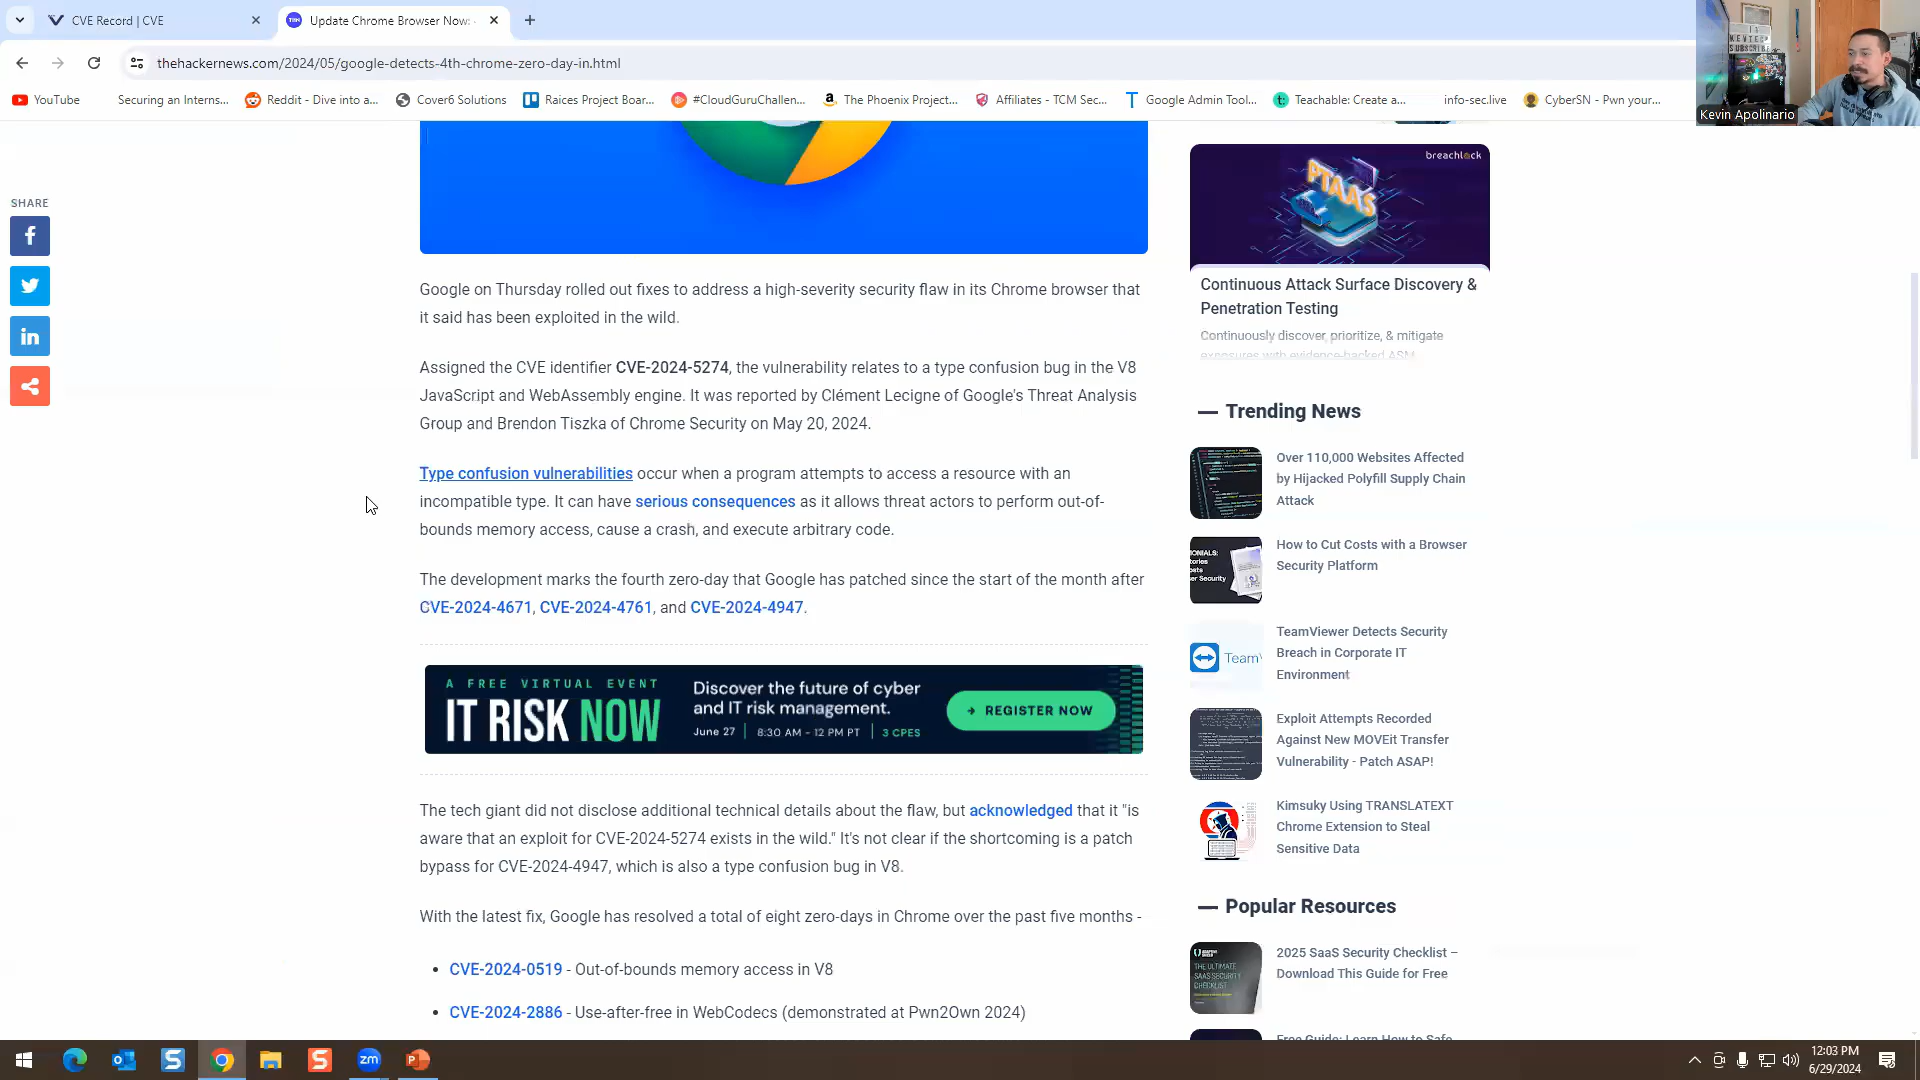 CVE Record | CVE
Update Chrome Browser Now:
thehackernews.com/2024/05/google-detects-4th-chrome-zero-day-in.html
YouTube
Securing an Interns...
Reddit - Dive into a...
Cover6 Solutions
Raices Project Boar...
#CloudGuruChallen...
The Phoenix Project...
Affiliates - TCM Sec...
Google Admin Tool...
Teachable: Create a...
info-sec.live
CyberSN - Pwn your...
Kevin Apolinario
SHARE
Google on Thursday rolled out fixes to address a high-severity security flaw in its Chrome browser that
it said has been exploited in the wild.
Assigned the CVE identifier CVE-2024-5274, the vulnerability relates to a type confusion bug in the V8
JavaScript and WebAssembly engine. It was reported by Clément Lecigne of Google's Threat Analysis
Group and Brendon Tiszka of Chrome Security on May 20, 2024.
Type confusion vulnerabilities occur when a program attempts to access a resource with an
incompatible type. It can have serious consequences as it allows threat actors to perform out-of-
bounds memory access, cause a crash, and execute arbitrary code.
The development marks the fourth zero-day that Google has patched since the start of the month after
CVE-2024-4671, CVE-2024-4761, and CVE-2024-4947.
A FREE VIRTUAL EVENT
IT RISK NOW
Discover the future of cyber
and IT risk management.
June 27 | 8:30 AM - 12 PM PT | 3 CPES
REGISTER NOW
The tech giant did not disclose additional technical details about the flaw, but acknowledged that it "is
aware that an exploit for CVE-2024-5274 exists in the wild." It's not clear if the shortcoming is a patch
bypass for CVE-2024-4947, which is also a type confusion bug in V8.
With the latest fix, Google has resolved a total of eight zero-days in Chrome over the past five months -
CVE-2024-0519 - Out-of-bounds memory access in V8
CVE-2024-2886 - Use-after-free in WebCodecs (demonstrated at Pwn2Own 2024)
breachlock
PTAAS
Continuous Attack Surface Discovery &
Penetration Testing
Continuously discover, prioritize, & mitigate
exposures with evidence-backed ASM
Trending News
Over 110,000 Websites Affected
by Hijacked Polyfill Supply Chain
Attack
How to Cut Costs with a Browser
Security Platform
TeamViewer Detects Security
Breach in Corporate IT
Environment
Exploit Attempts Recorded
Against New MOVEit Transfer
Vulnerability - Patch ASAP!
Kimsuky Using TRANSLATEXT
Chrome Extension to Steal
Sensitive Data
Popular Resources
2025 SaaS Security Checklist –
Download This Guide for Free
Free Guide: Learn How to Safe
12:03 PM
6/29/2024